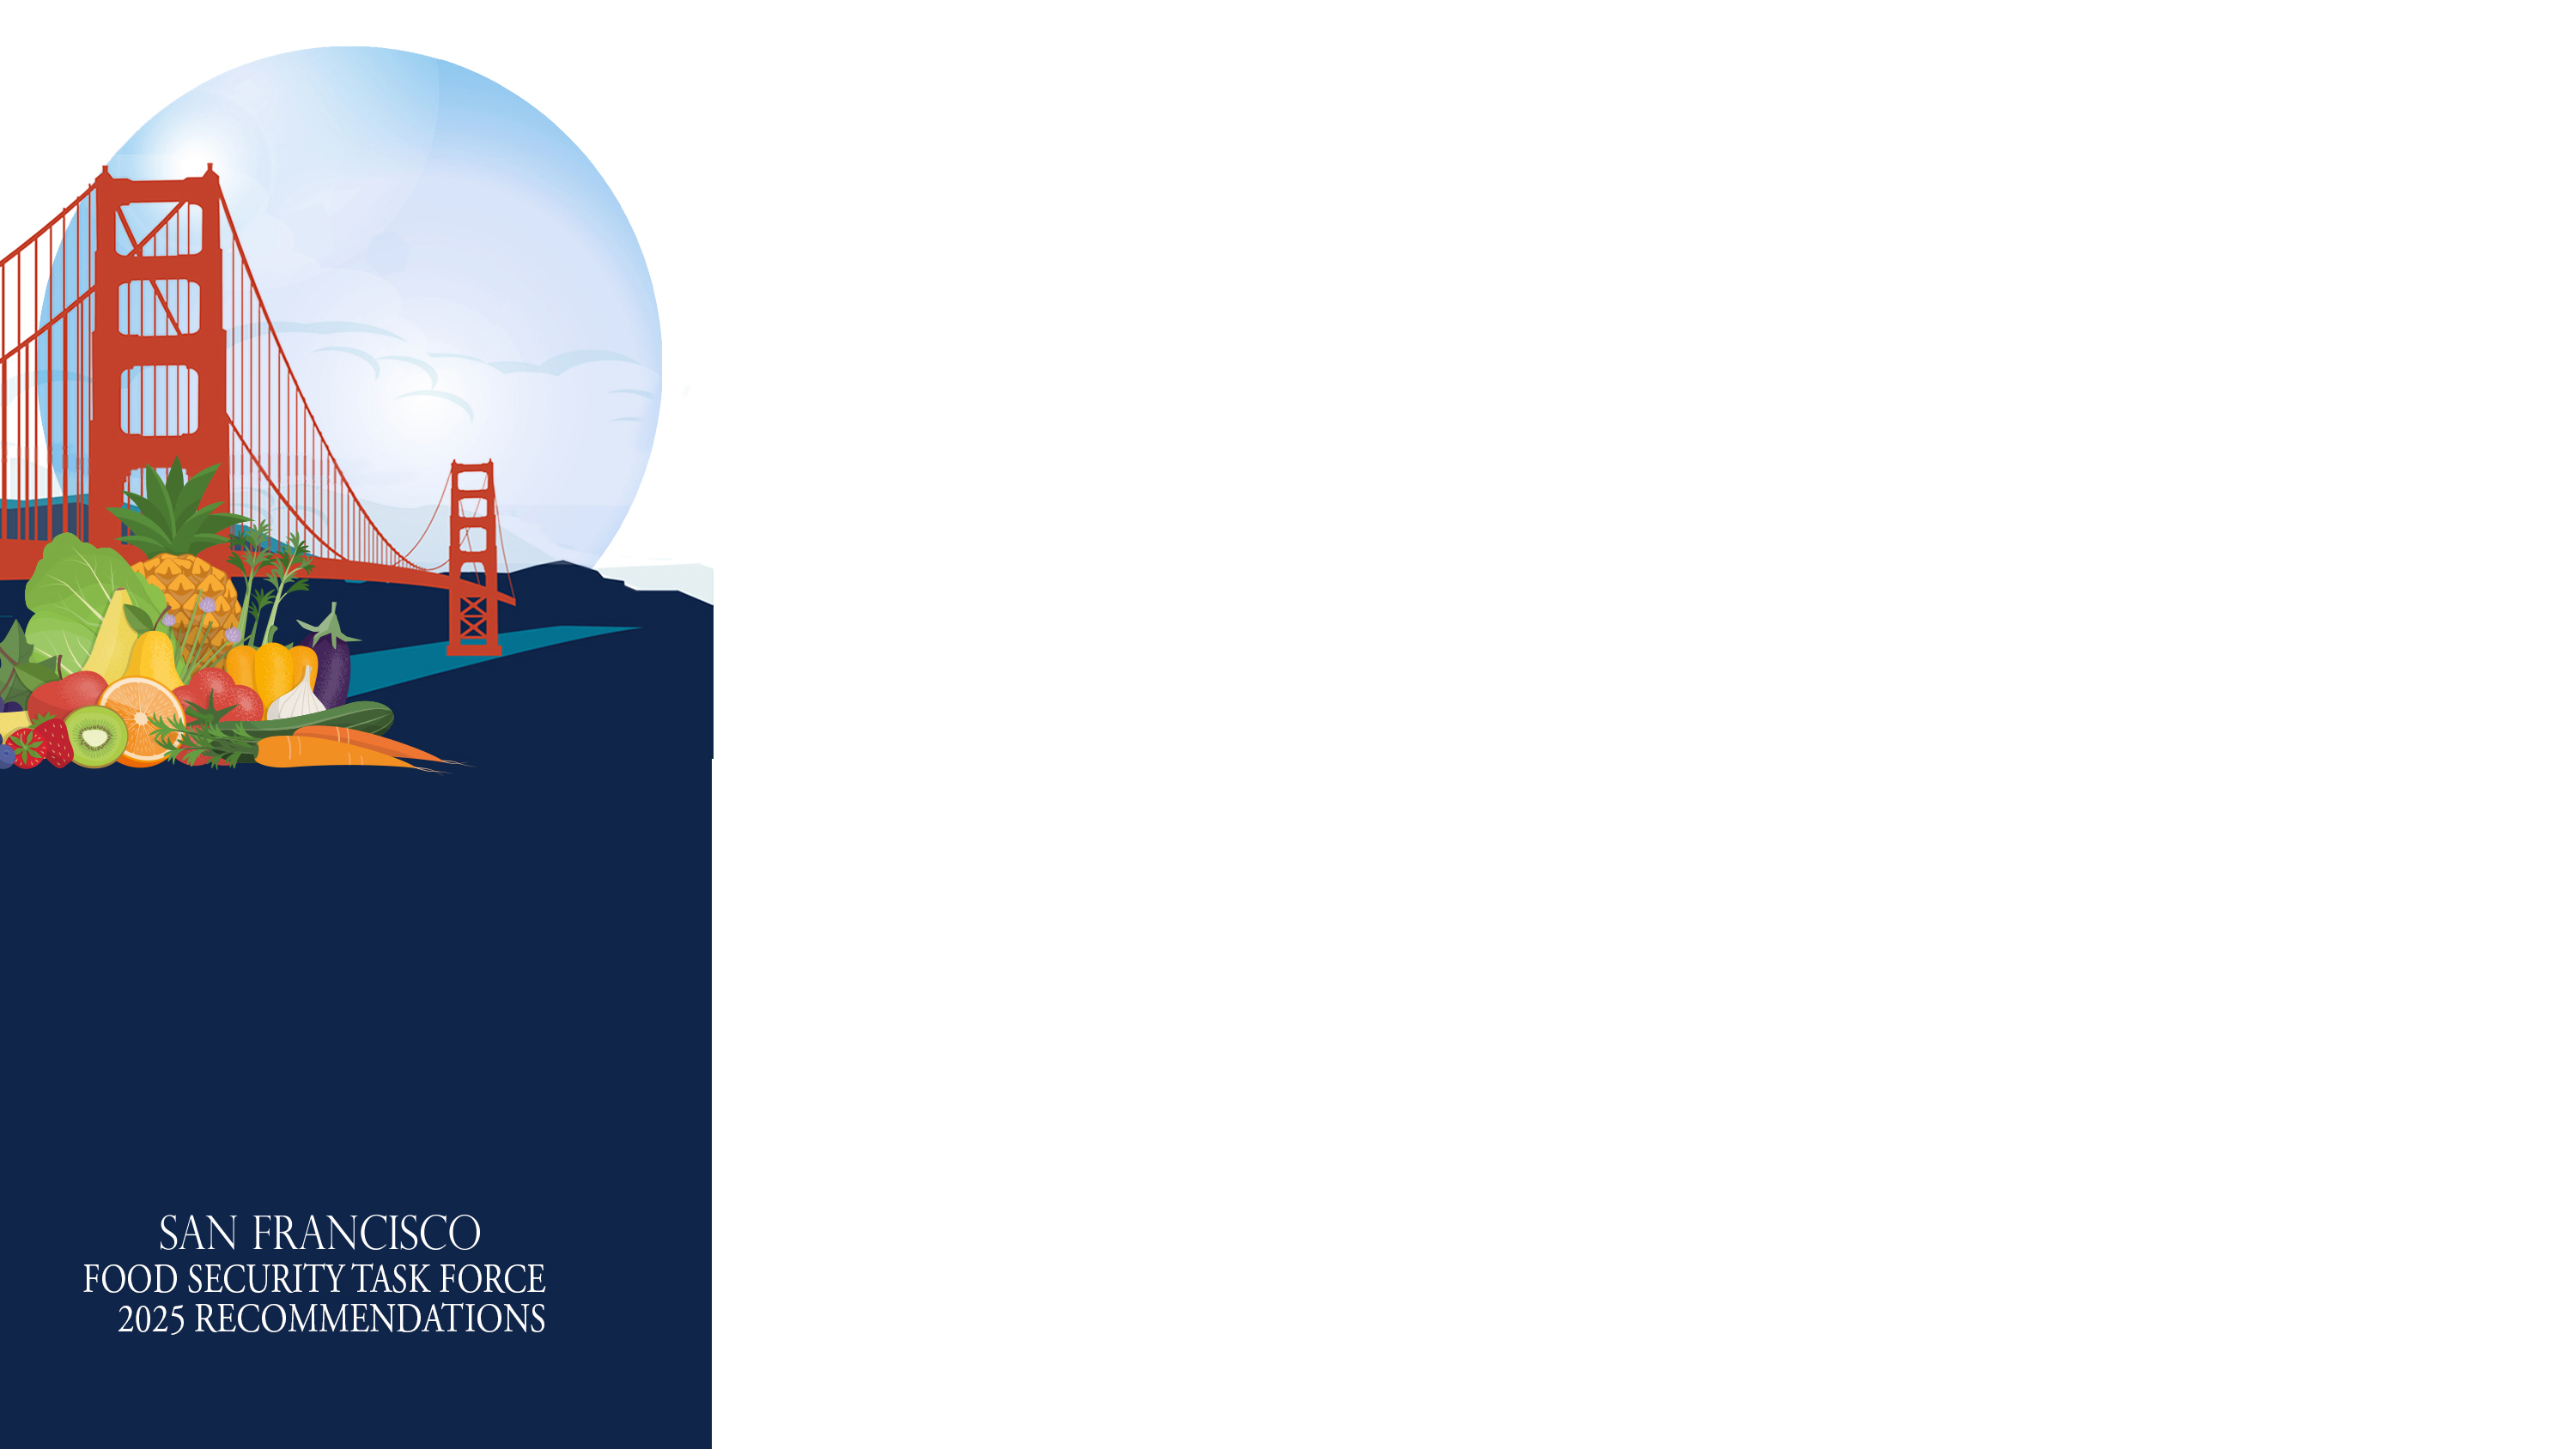 SAN FRANCISCO
FOOD SECURITY TASK FORCE
2025 RECOMMENDATIONS